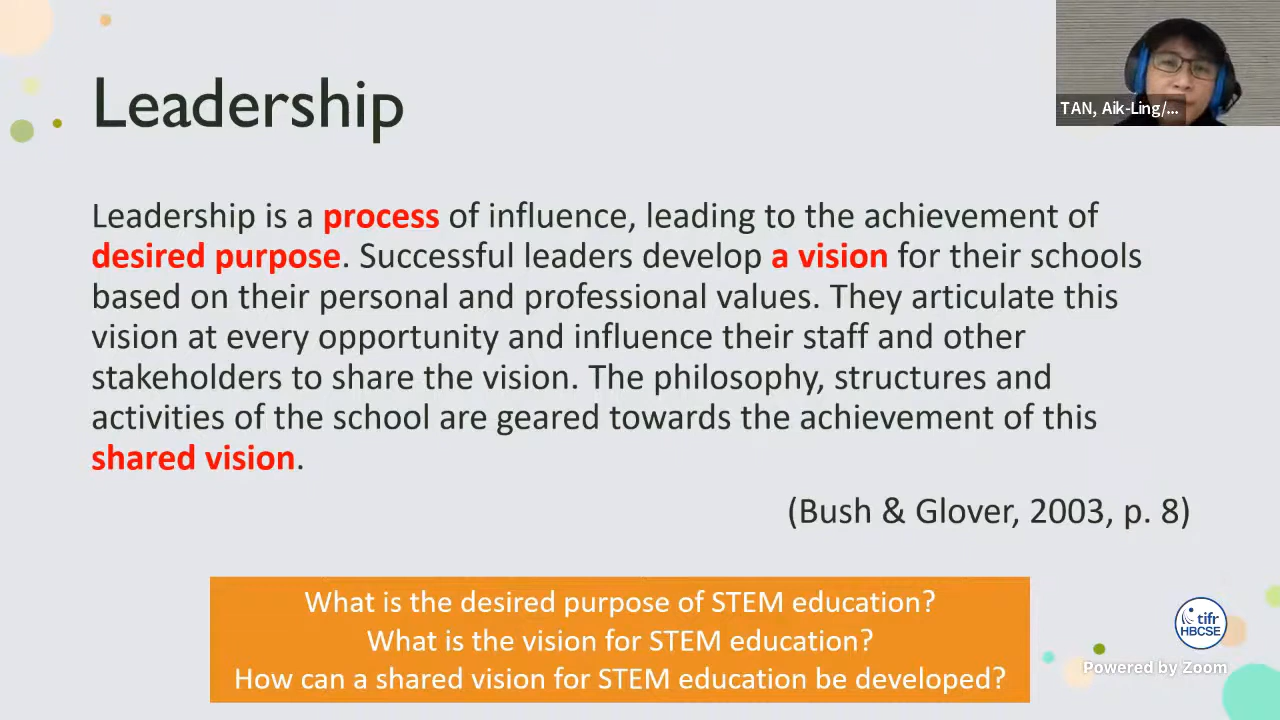 Leadership
TAN, Aik-Ling/...
Leadership is a process of influence, leading to the achievement of
desired purpose. Successful leaders develop a vision for their schools
based on their personal and professional values. They articulate this
vision at every opportunity and influence their staff and other
stakeholders to share the vision. The philosophy, structures and
activities of the school are geared towards the achievement of this
shared vision.
(Bush & Glover, 2003, p. 8)
What is the desired purpose of STEM education?
What is the vision for STEM education?
How can a shared vision for STEM education be developed?
tifr
HBCSE
Powered by Zoom